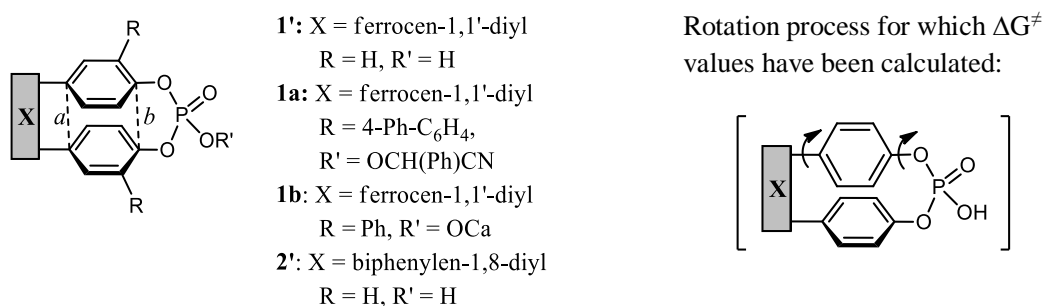 R
X
a
b
O
O
P
O
OR'
R
1': X = ferrocen-1,1'-diyl
R = H, R' = H
1a: X = ferrocen-1,1'-diyl
R = 4-Ph-C6H4,
R' = OCH(Ph)CN
1b: X = ferrocen-1,1'-diyl
R = Ph, R' = OCa
2': X = biphenylen-1,8-diyl
R = H, R' = H
Rotation process for which ΔG≠
values have been calculated:
X
O
O
P
O
OH